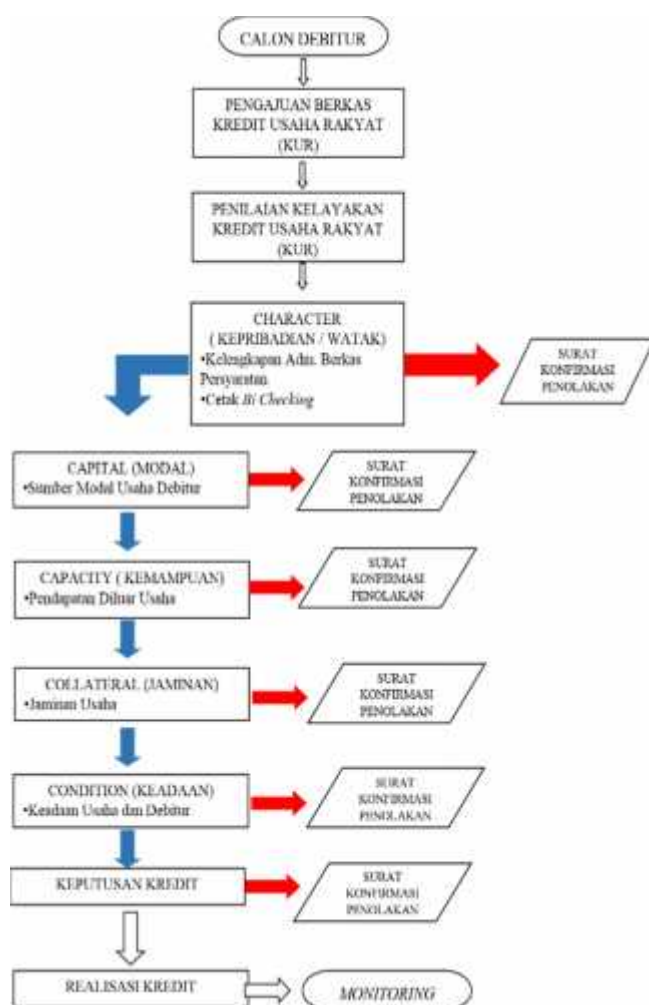 CALON DEBITUR
PENGAJUAN BERKAS
KREDIT USAHA RAKYAT
(KUR)
PENILAIAN KELAYAKAN
KREDIT USAHA RAKYAT
(KUR)
CHARACTER
( KEPRIBADIAN / WATAK)
•Kelengkapan Adm. Berkas
Persyaratan
•Cetak Bi Checking
SURAT
KONFIRMASI
PENOLAKAN
CAPITAL (MODAL)
•Sumber Modal Usaha Debitur
SURAT
KONFIRMASI
PENOLAKAN
CAPACITY ( KEMAMPUAN)
•Pendapatan Diluar Usaha
SURAT
KONFIRMASI
PENOLAKAN
COLLATERAL (JAMINAN)
•Jaminan Usaha
SURAT
KONFIRMASI
PENOLAKAN
CONDITION (KEADAAN)
•Keadaan Usaha dan Debitur
SURAT
KONFIRMASI
PENOLAKAN
KEPUTUSAN KREDIT
SURAT
KONFIRMASI
PENOLAKAN
REALISASI KREDIT
MONITORING